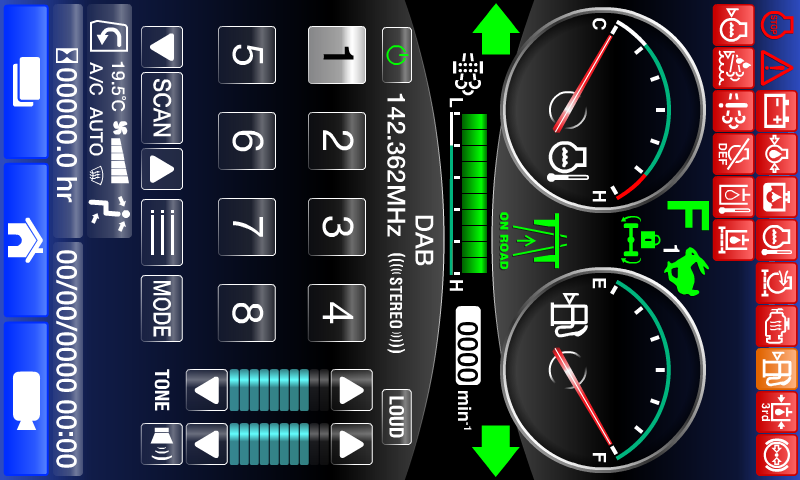 STOP
DEF
3rd
F
1
C
H
E
F
ON ROAD
L
H
0000 min-1
DAB
142.362MHz ((((STEREO))))
LOUD
1
2
3
4
5
6
7
8
SCAN
MODE
TONE
19.5°C
A/C AUTO
00000.0 hr
00/00/0000 00:00